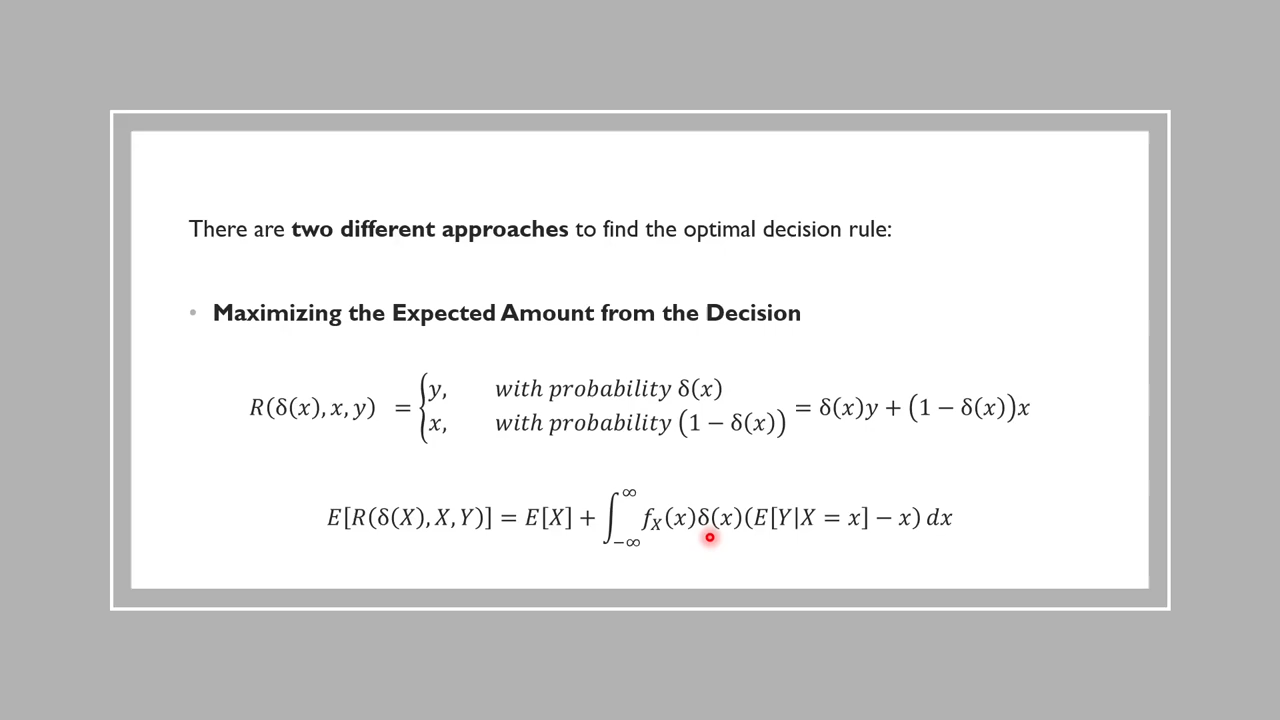 There are two different approaches to find the optimal decision rule:
• Maximizing the Expected Amount from the Decision
R(δ(x), x, y) = {y, with probability δ(x)
x, with probability (1 − δ(x)) = δ(x)y + (1 − δ(x))x
E[R(δ(X), X, Y)] = E[X] + ∫_{−∞}^{∞} f_X(x)δ(x)(E[Y|X = x] − x) dx